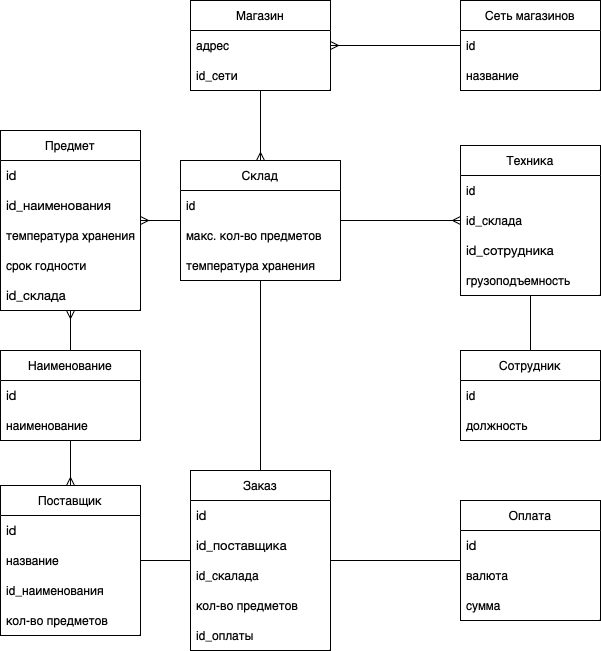 Магазин
адрес
id_сети
Сеть магазинов
id
название
Предмет
id
id_наименования
температура хранения
срок годности
id_склада
Склад
id
макс. кол-во предметов
температура хранения
Техника
id
id_склада
id_сотрудника
грузоподъемность
Наименование
id
наименование
Сотрудник
id
должность
Поставщик
id
название
id_наименования
кол-во предметов
Заказ
id
id_поставщика
id_скалада
кол-во предметов
id_оплаты
Оплата
id
валюта
сумма